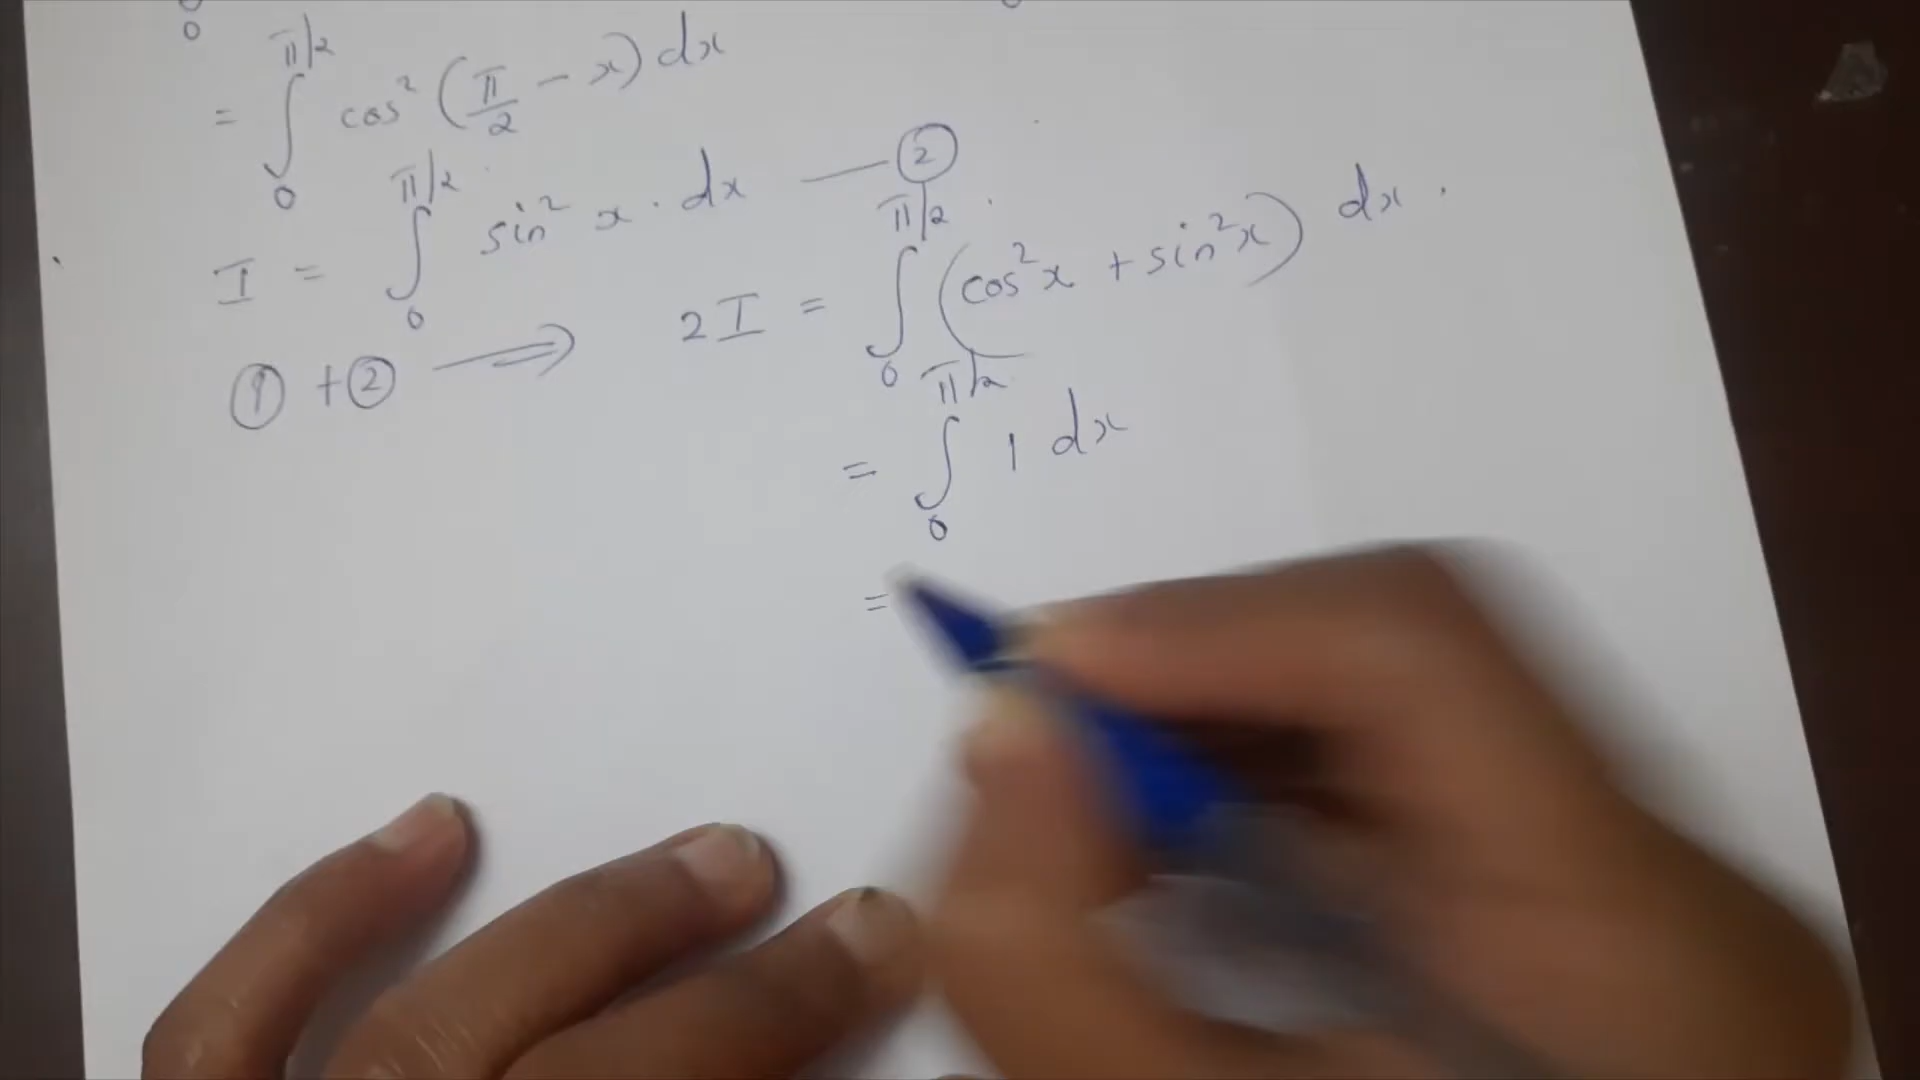 0
= ∫₀^{π/2} cos² (π/2 − x) dx
I = ∫₀^{π/2} sin² x . dx — ②
① + ② ⟹ 2I = ∫₀^{π/2} (cos² x + sin² x) dx .
= ∫₀^{π/2} 1 dx
=